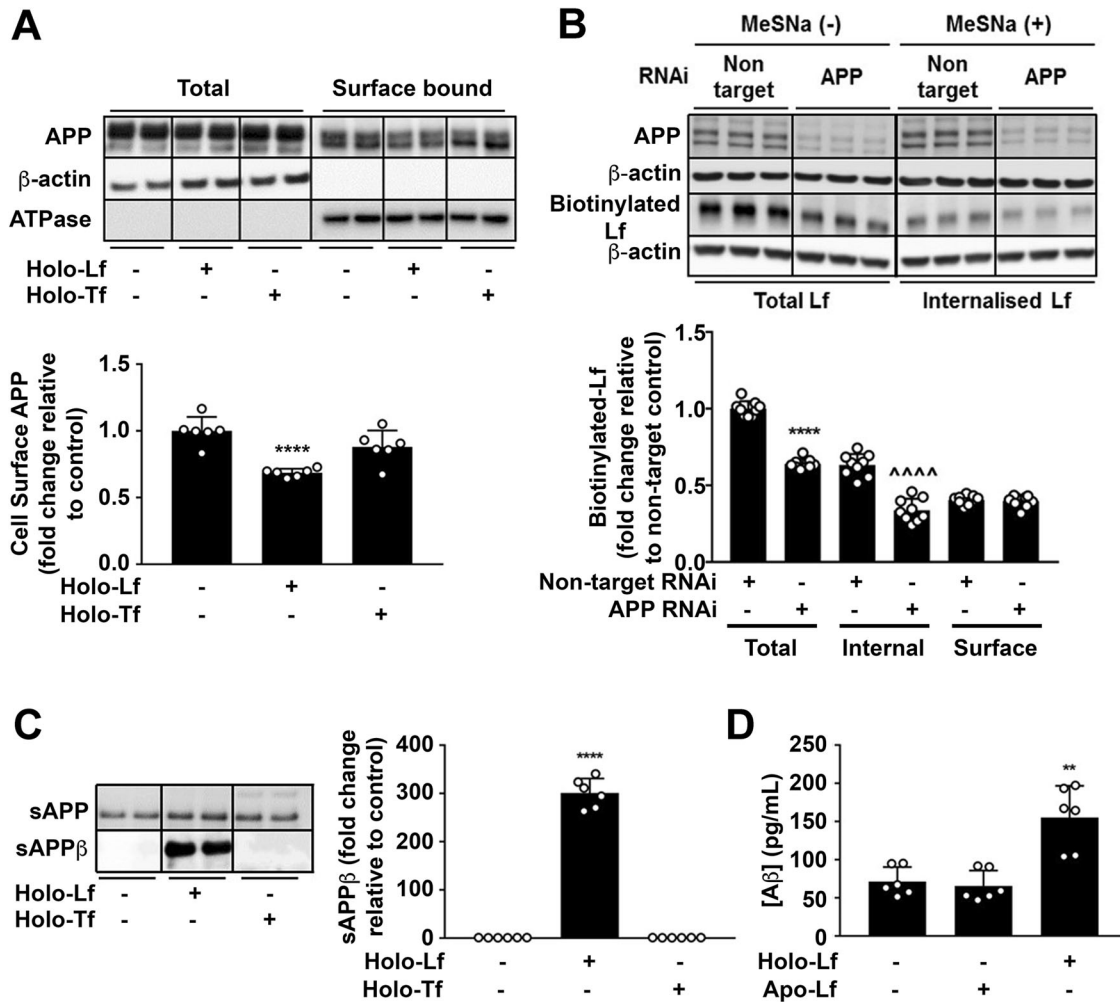 A
Total Surface bound
APP
β-actin
ATPase
Holo-Lf - + - - + -
Holo-Tf - - + - - +
Cell Surface APP
(fold change relative
to control)
1.5
1.0
0.5
0.0
****
Holo-Lf - + -
Holo-Tf - - +
B
MeSNa (-) MeSNa (+)
RNAi Non target APP Non target APP
APP
β-actin
Biotinylated
Lf
β-actin
Total Lf Internalised Lf
Biotinylated-Lf
(fold change relative
to non-target control)
1.5
1.0
0.5
0.0
****
^^^^
Non-target RNAi + - + - + -
APP RNAi - + - + - +
Total Internal Surface
C
sAPP
sAPPβ
Holo-Lf - + -
Holo-Tf - - +
sAPPβ (fold change
relative to control)
400
300
200
100
0
****
Holo-Lf - + -
Holo-Tf - - +
D
[Aβ] (pg/mL)
250
200
150
100
50
0
**
Holo-Lf - - +
Apo-Lf - + -